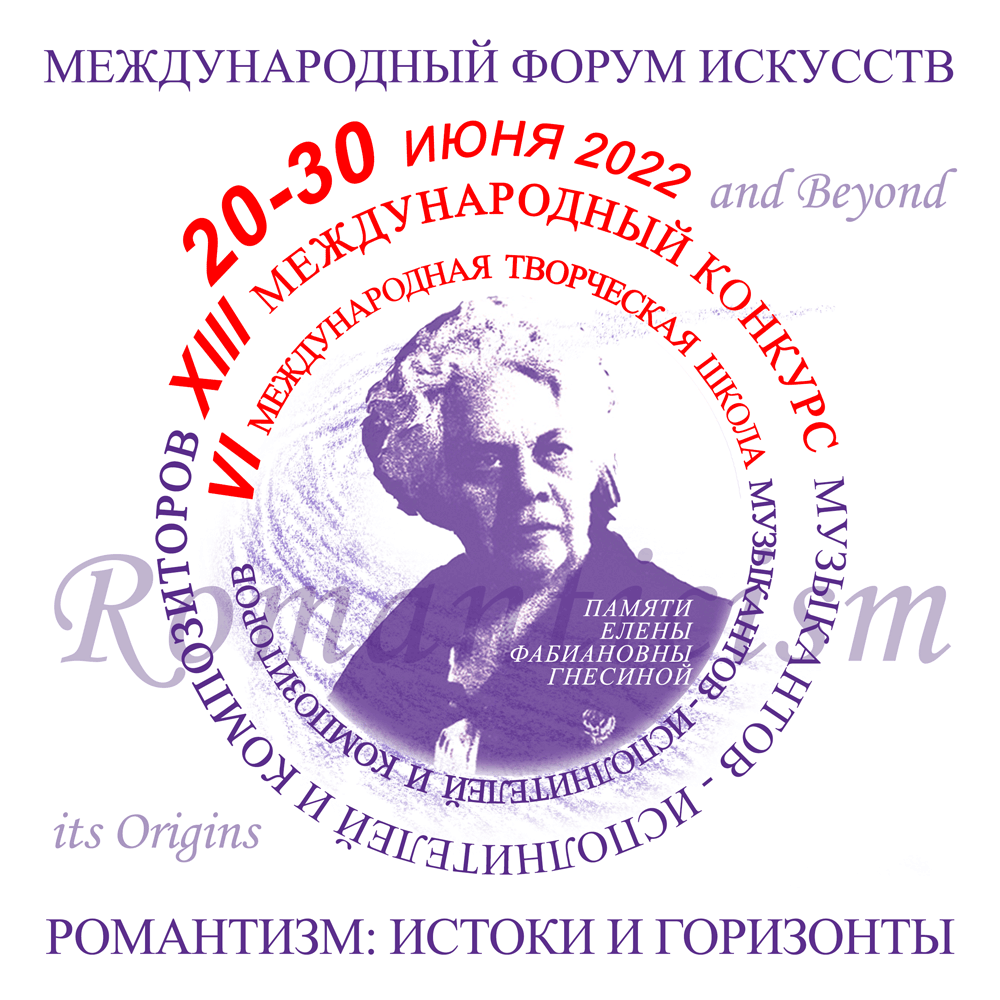 МЕЖДУНАРОДНЫЙ ФОРУМ ИСКУССТВ
20-30 ИЮНЯ 2022
and Beyond
XIII МЕЖДУНАРОДНЫЙ КОНКУРС МУЗЫКАНТОВ - ИСПОЛНИТЕЛЕЙ И КОМПОЗИТОРОВ
VI МЕЖДУНАРОДНАЯ ТВОРЧЕСКАЯ ШКОЛА МУЗЫКАНТОВ - ИСПОЛНИТЕЛЕЙ И КОМПОЗИТОРОВ
Romanticism
ПАМЯТИ
ЕЛЕНЫ
ФАБИАНОВНЫ
ГНЕСИНОЙ
its Origins
РОМАНТИЗМ: ИСТОКИ И ГОРИЗОНТЫ